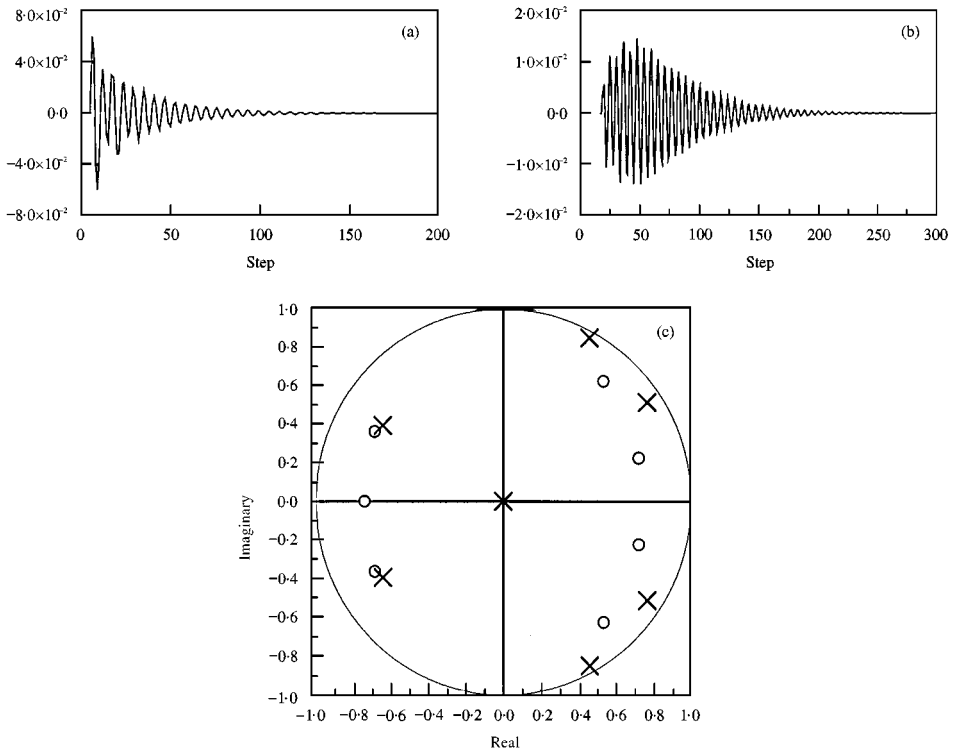 8·0×10⁻²
(a)
4·0×10⁻²
0·0
−4·0×10⁻²
−8·0×10⁻²
0 50 100 150 200
Step
2·0×10⁻²
(b)
1·0×10⁻²
0·0
−1·0×10⁻²
−2·0×10⁻²
0 50 100 150 200 250 300
Step
1·0
(c)
0·8
0·6
0·4
0·2
0·0
−0·2
−0·4
−0·6
−0·8
−1·0
Imaginary
−1·0 −0·8 −0·6 −0·4 −0·2 0·0 0·2 0·4 0·6 0·8 1·0
Real